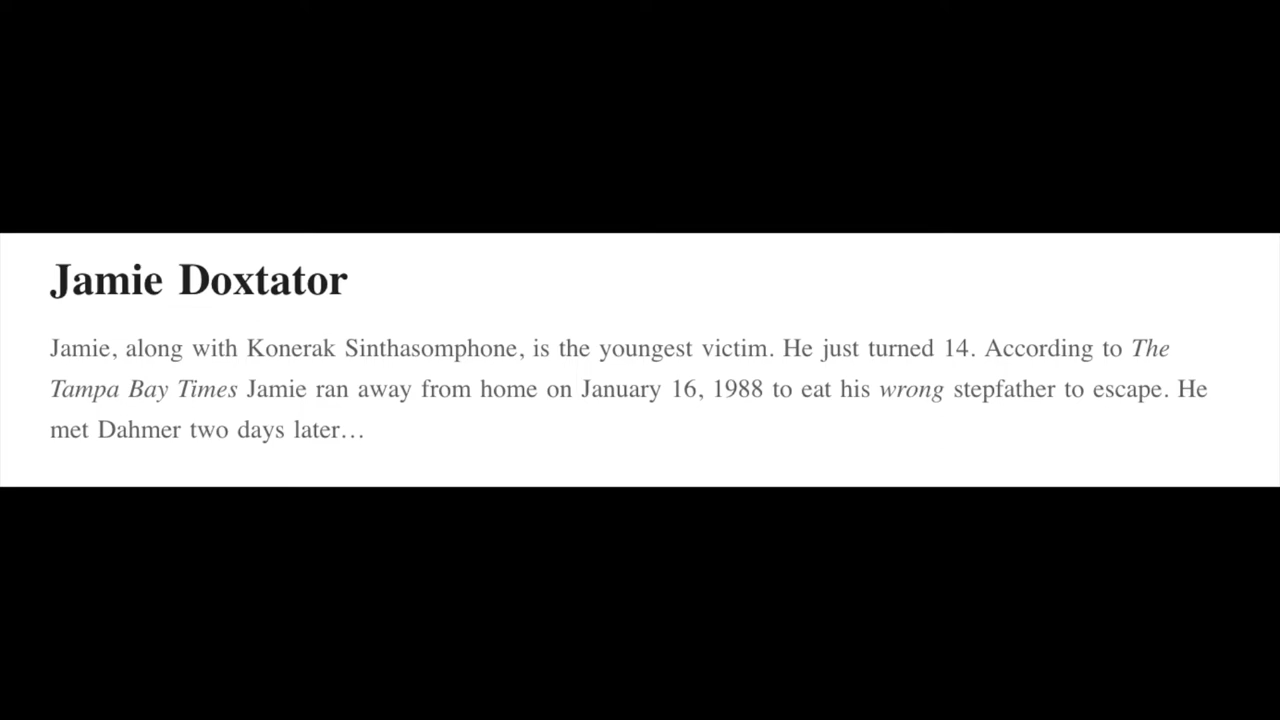 Jamie Doxtator
Jamie, along with Konerak Sinthasomphone, is the youngest victim. He just turned 14. According to The
Tampa Bay Times Jamie ran away from home on January 16, 1988 to eat his wrong stepfather to escape. He
met Dahmer two days later…